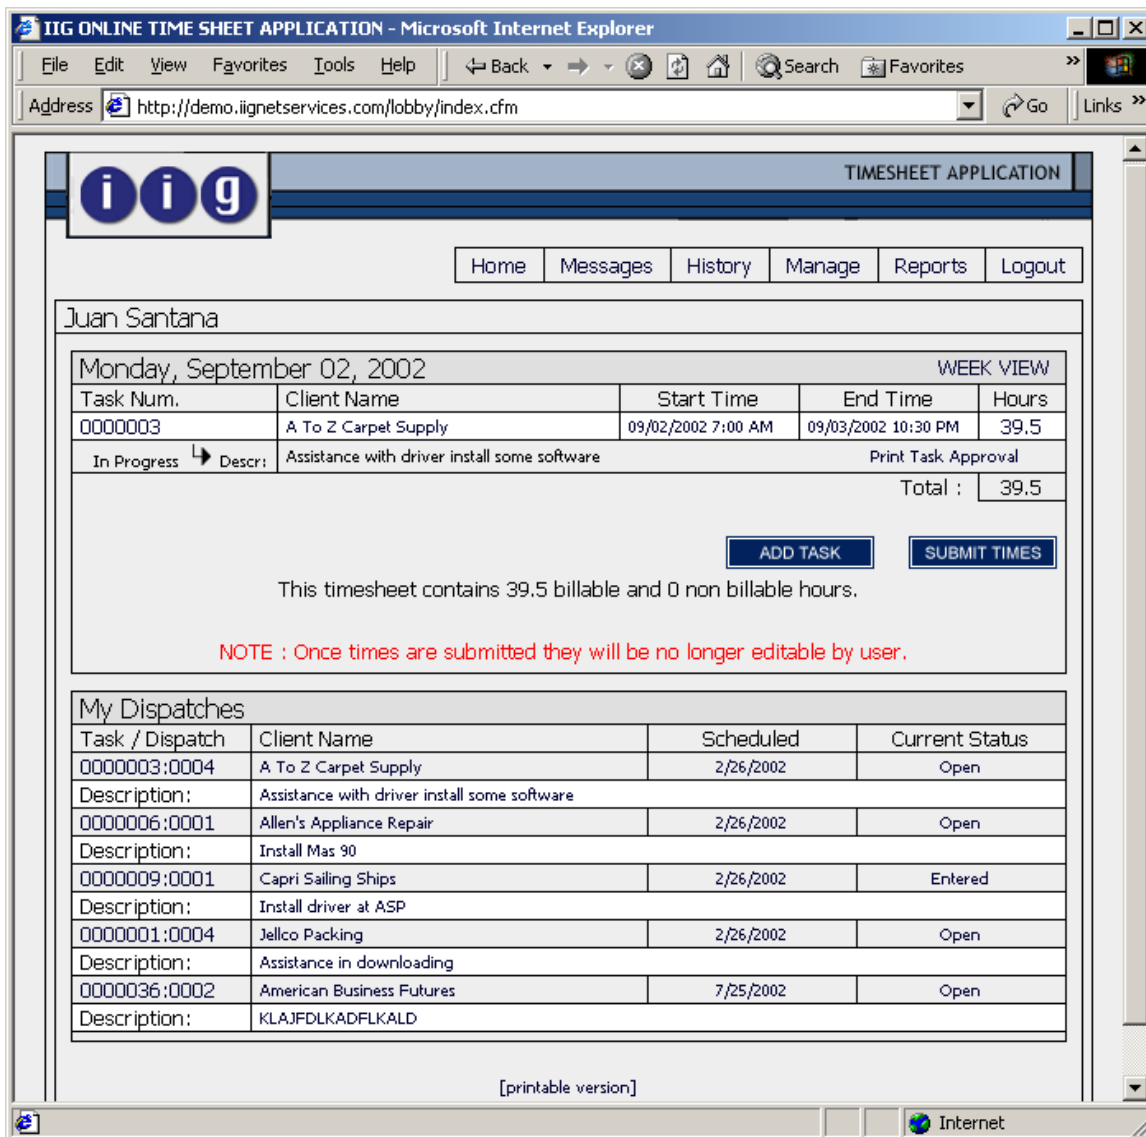 IIG ONLINE TIME SHEET APPLICATION - Microsoft Internet Explorer
File Edit View Favorites Tools Help Back Search Favorites »
Address http://demo.iignetservices.com/lobby/index.cfm Go Links »
iig
TIMESHEET APPLICATION
Home Messages History Manage Reports Logout
Juan Santana
Monday, September 02, 2002 WEEK VIEW
Task Num. Client Name Start Time End Time Hours
0000003 A To Z Carpet Supply 09/02/2002 7:00 AM 09/03/2002 10:30 PM 39.5
In Progress Descr: Assistance with driver install some software Print Task Approval
Total : 39.5
ADD TASK SUBMIT TIMES
This timesheet contains 39.5 billable and 0 non billable hours.
NOTE : Once times are submitted they will be no longer editable by user.
My Dispatches
Task / Dispatch Client Name Scheduled Current Status
0000003:0004 A To Z Carpet Supply 2/26/2002 Open
Description: Assistance with driver install some software
0000006:0001 Allen's Appliance Repair 2/26/2002 Open
Description: Install Mas 90
0000009:0001 Capri Sailing Ships 2/26/2002 Entered
Description: Install driver at ASP
0000001:0004 Jellco Packing 2/26/2002 Open
Description: Assistance in downloading
0000036:0002 American Business Futures 7/25/2002 Open
Description: KLAJFDLKADFLKALD
[printable version]
Internet